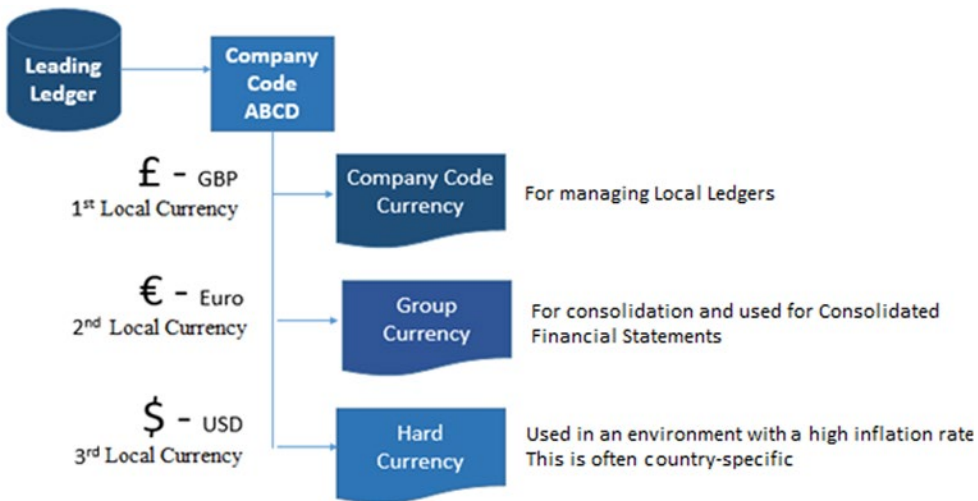 Leading
Ledger
Company
Code
ABCD
£ - GBP
1st Local Currency
Company Code
Currency
For managing Local Ledgers
€ - Euro
2nd Local Currency
Group
Currency
For consolidation and used for Consolidated
Financial Statements
$ - USD
3rd Local Currency
Hard
Currency
Used in an environment with a high inflation rate
This is often country-specific